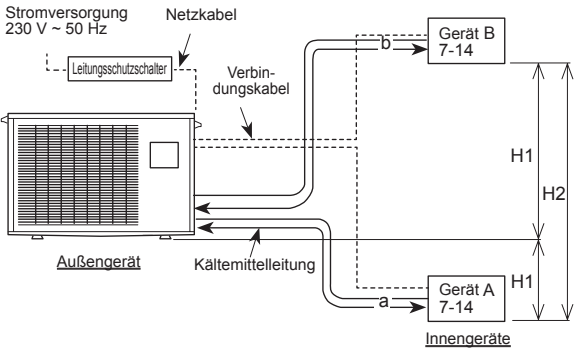 Stromversorgung
230 V ~ 50 Hz
Netzkabel
Leitungsschutzschalter
Verbin-
dungskabel
b
Gerät B
7-14
H1
H2
Außengerät
Kältemittelleitung
a
Gerät A
7-14
H1
Innengeräte